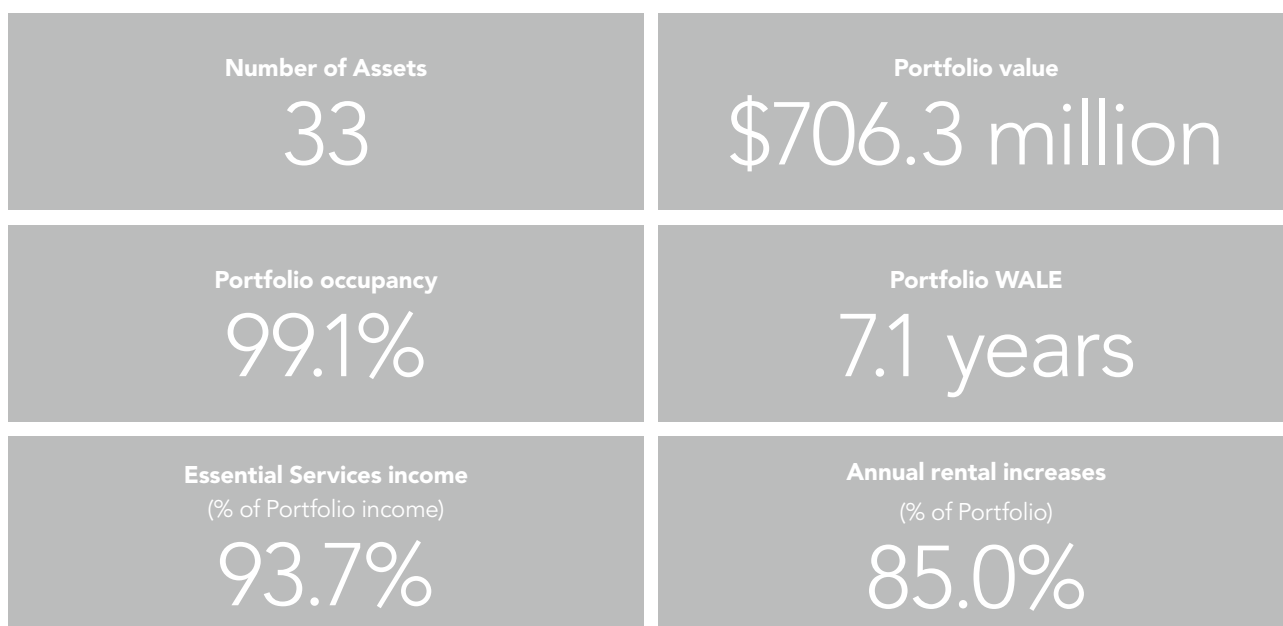 Number of Assets
33
Portfolio value
$706.3 million
Portfolio occupancy
99.1%
Portfolio WALE
7.1 years
Essential Services income
(% of Portfolio income)
93.7%
Annual rental increases
(% of Portfolio)
85.0%